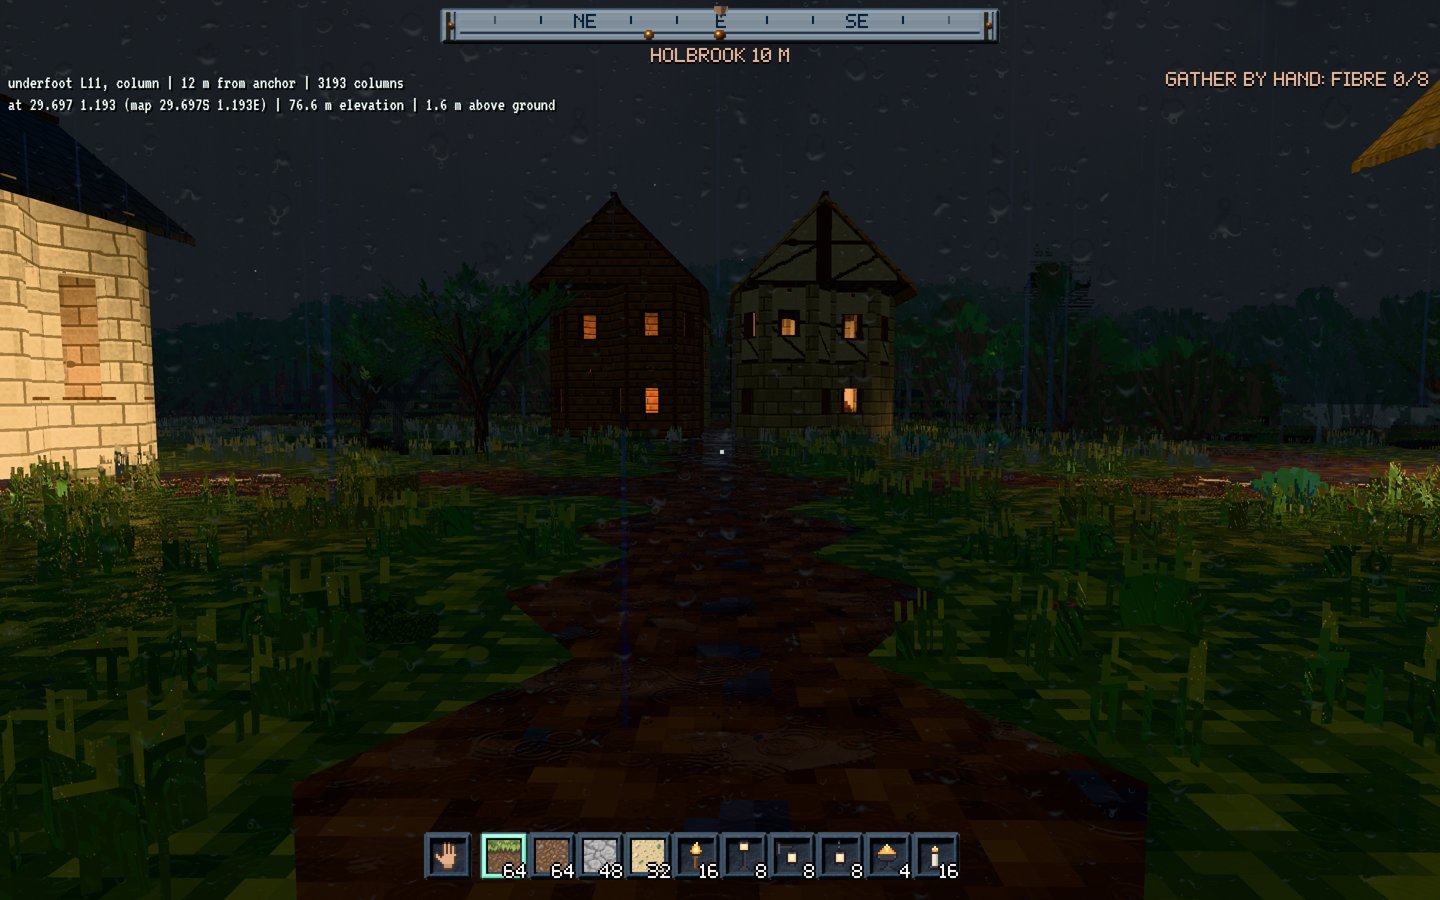 NE E SE
HOLBROOK 10 M
GATHER BY HAND: FIBRE 0/8
underfoot L11, column | 12 m from anchor | 3193 columns
at 29.697 1.193 (map 29.697S 1.193E) | 76.6 m elevation | 1.6 m above ground
64 64 48 32 16 8 8 8 4 16